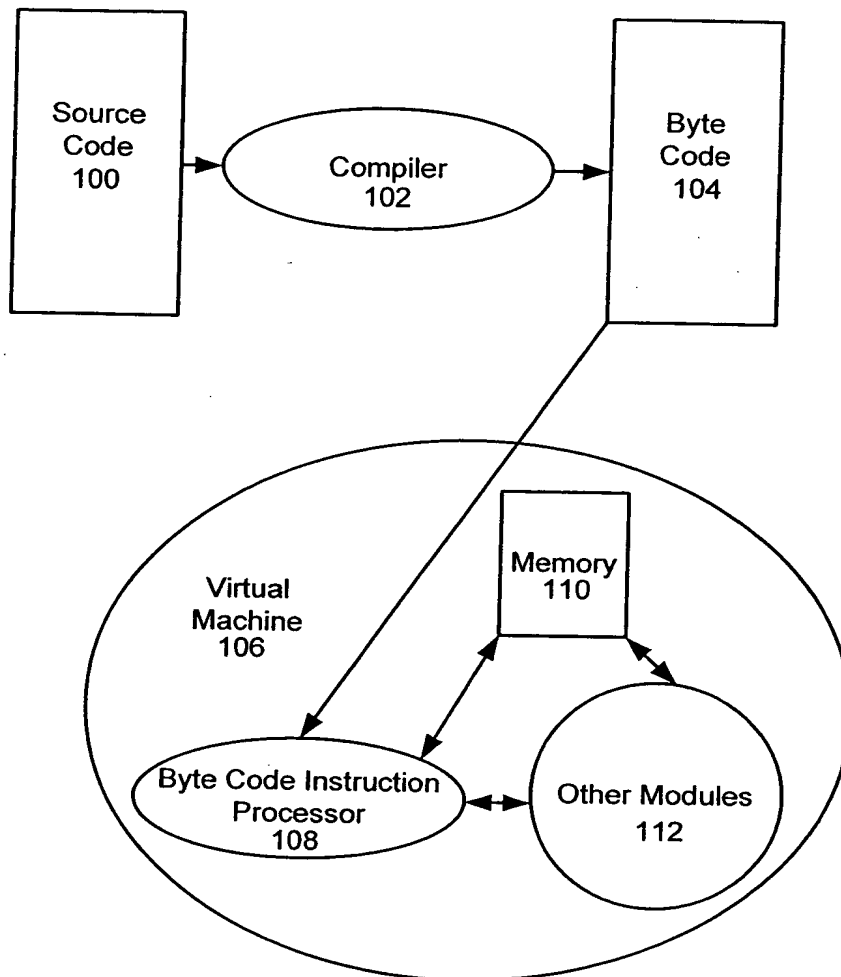 Source
Code
100
Compiler
102
Byte
Code
104
Virtual
Machine
106
Memory
110
Byte Code Instruction
Processor
108
Other Modules
112